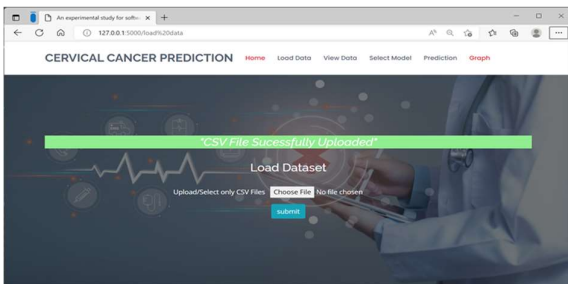 An experimental study for softw
127.0.0.1:5000/load%20data
CERVICAL CANCER PREDICTION Home Load Data View Data Select Model Prediction Graph
"CSV File Sucessfully Uploaded"
Load Dataset
Upload/Select only CSV Files Choose File No file chosen
submit